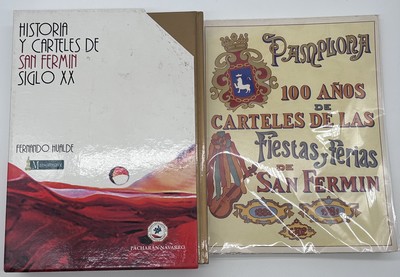 HISTORIA
Y CARTELES DE
SAN FERMIN
SIGLO XX
FERNANDO HUALDE
PACHARÁN NAVARRO
PAMPLONA
100 AÑOS
DE
CARTELES DE LAS
Fiestas y Ferias
DE
SAN FERMIN